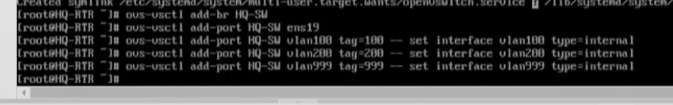 Created symlink /etc/systemd/system/multi-user.target.wants/openvswitch.service → /lib/systemd/system/
[root@HQ-RTR ~]# ovs-vsctl add-br HQ-SW
[root@HQ-RTR ~]# ovs-vsctl add-port HQ-SW ens19
[root@HQ-RTR ~]# ovs-vsctl add-port HQ-SW vlan100 tag=100 -- set interface vlan100 type=internal
[root@HQ-RTR ~]# ovs-vsctl add-port HQ-SW vlan200 tag=200 -- set interface vlan200 type=internal
[root@HQ-RTR ~]# ovs-vsctl add-port HQ-SW vlan999 tag=999 -- set interface vlan999 type=internal
[root@HQ-RTR ~]#